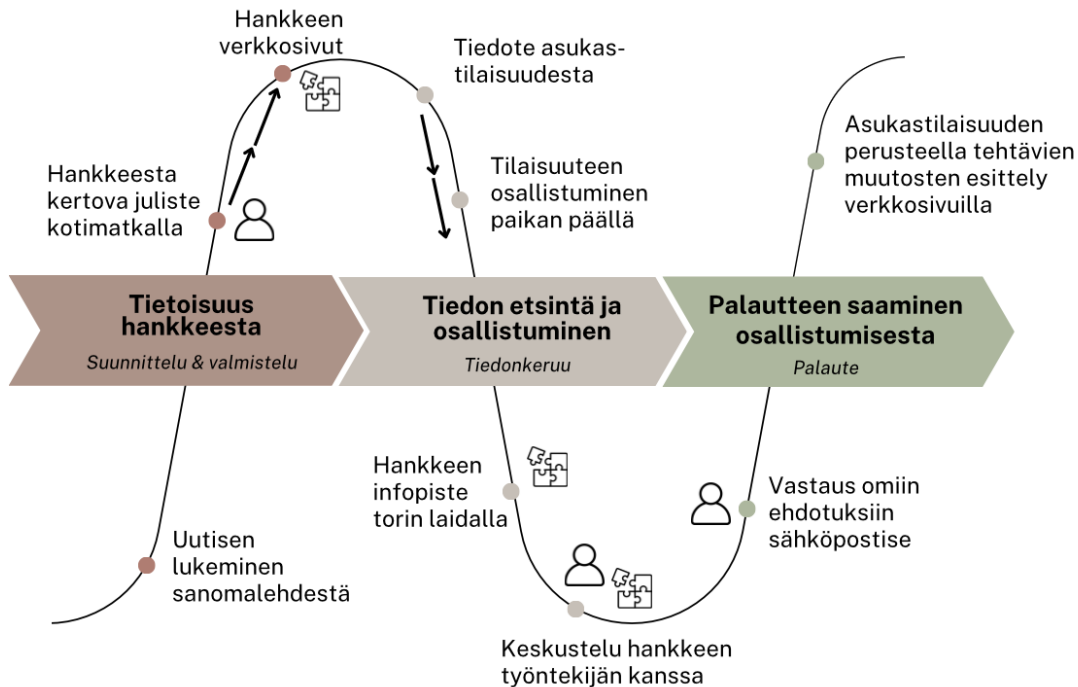 Hankkeen
verkkosivut
Tiedote asukas-
tilaisuudesta
Hankkeesta
kertova juliste
kotimatkalla
Tilaisuuteen
osallistuminen
paikan päällä
Asukastilaisuuden
perusteella tehtävien
muutosten esittely
verkkosivuilla
Tietoisuus
hankkeesta
Suunnittelu & valmistelu
Tiedon etsintä ja
osallistuminen
Tiedonkeruu
Palautteen saaminen
osallistumisesta
Palaute
Uutisen
lukeminen
sanomalehdestä
Hankkeen
infopiste
torin laidalla
Keskustelu hankkeen
työntekijän kanssa
Vastaus omiin
ehdotuksiin
sähköpostise